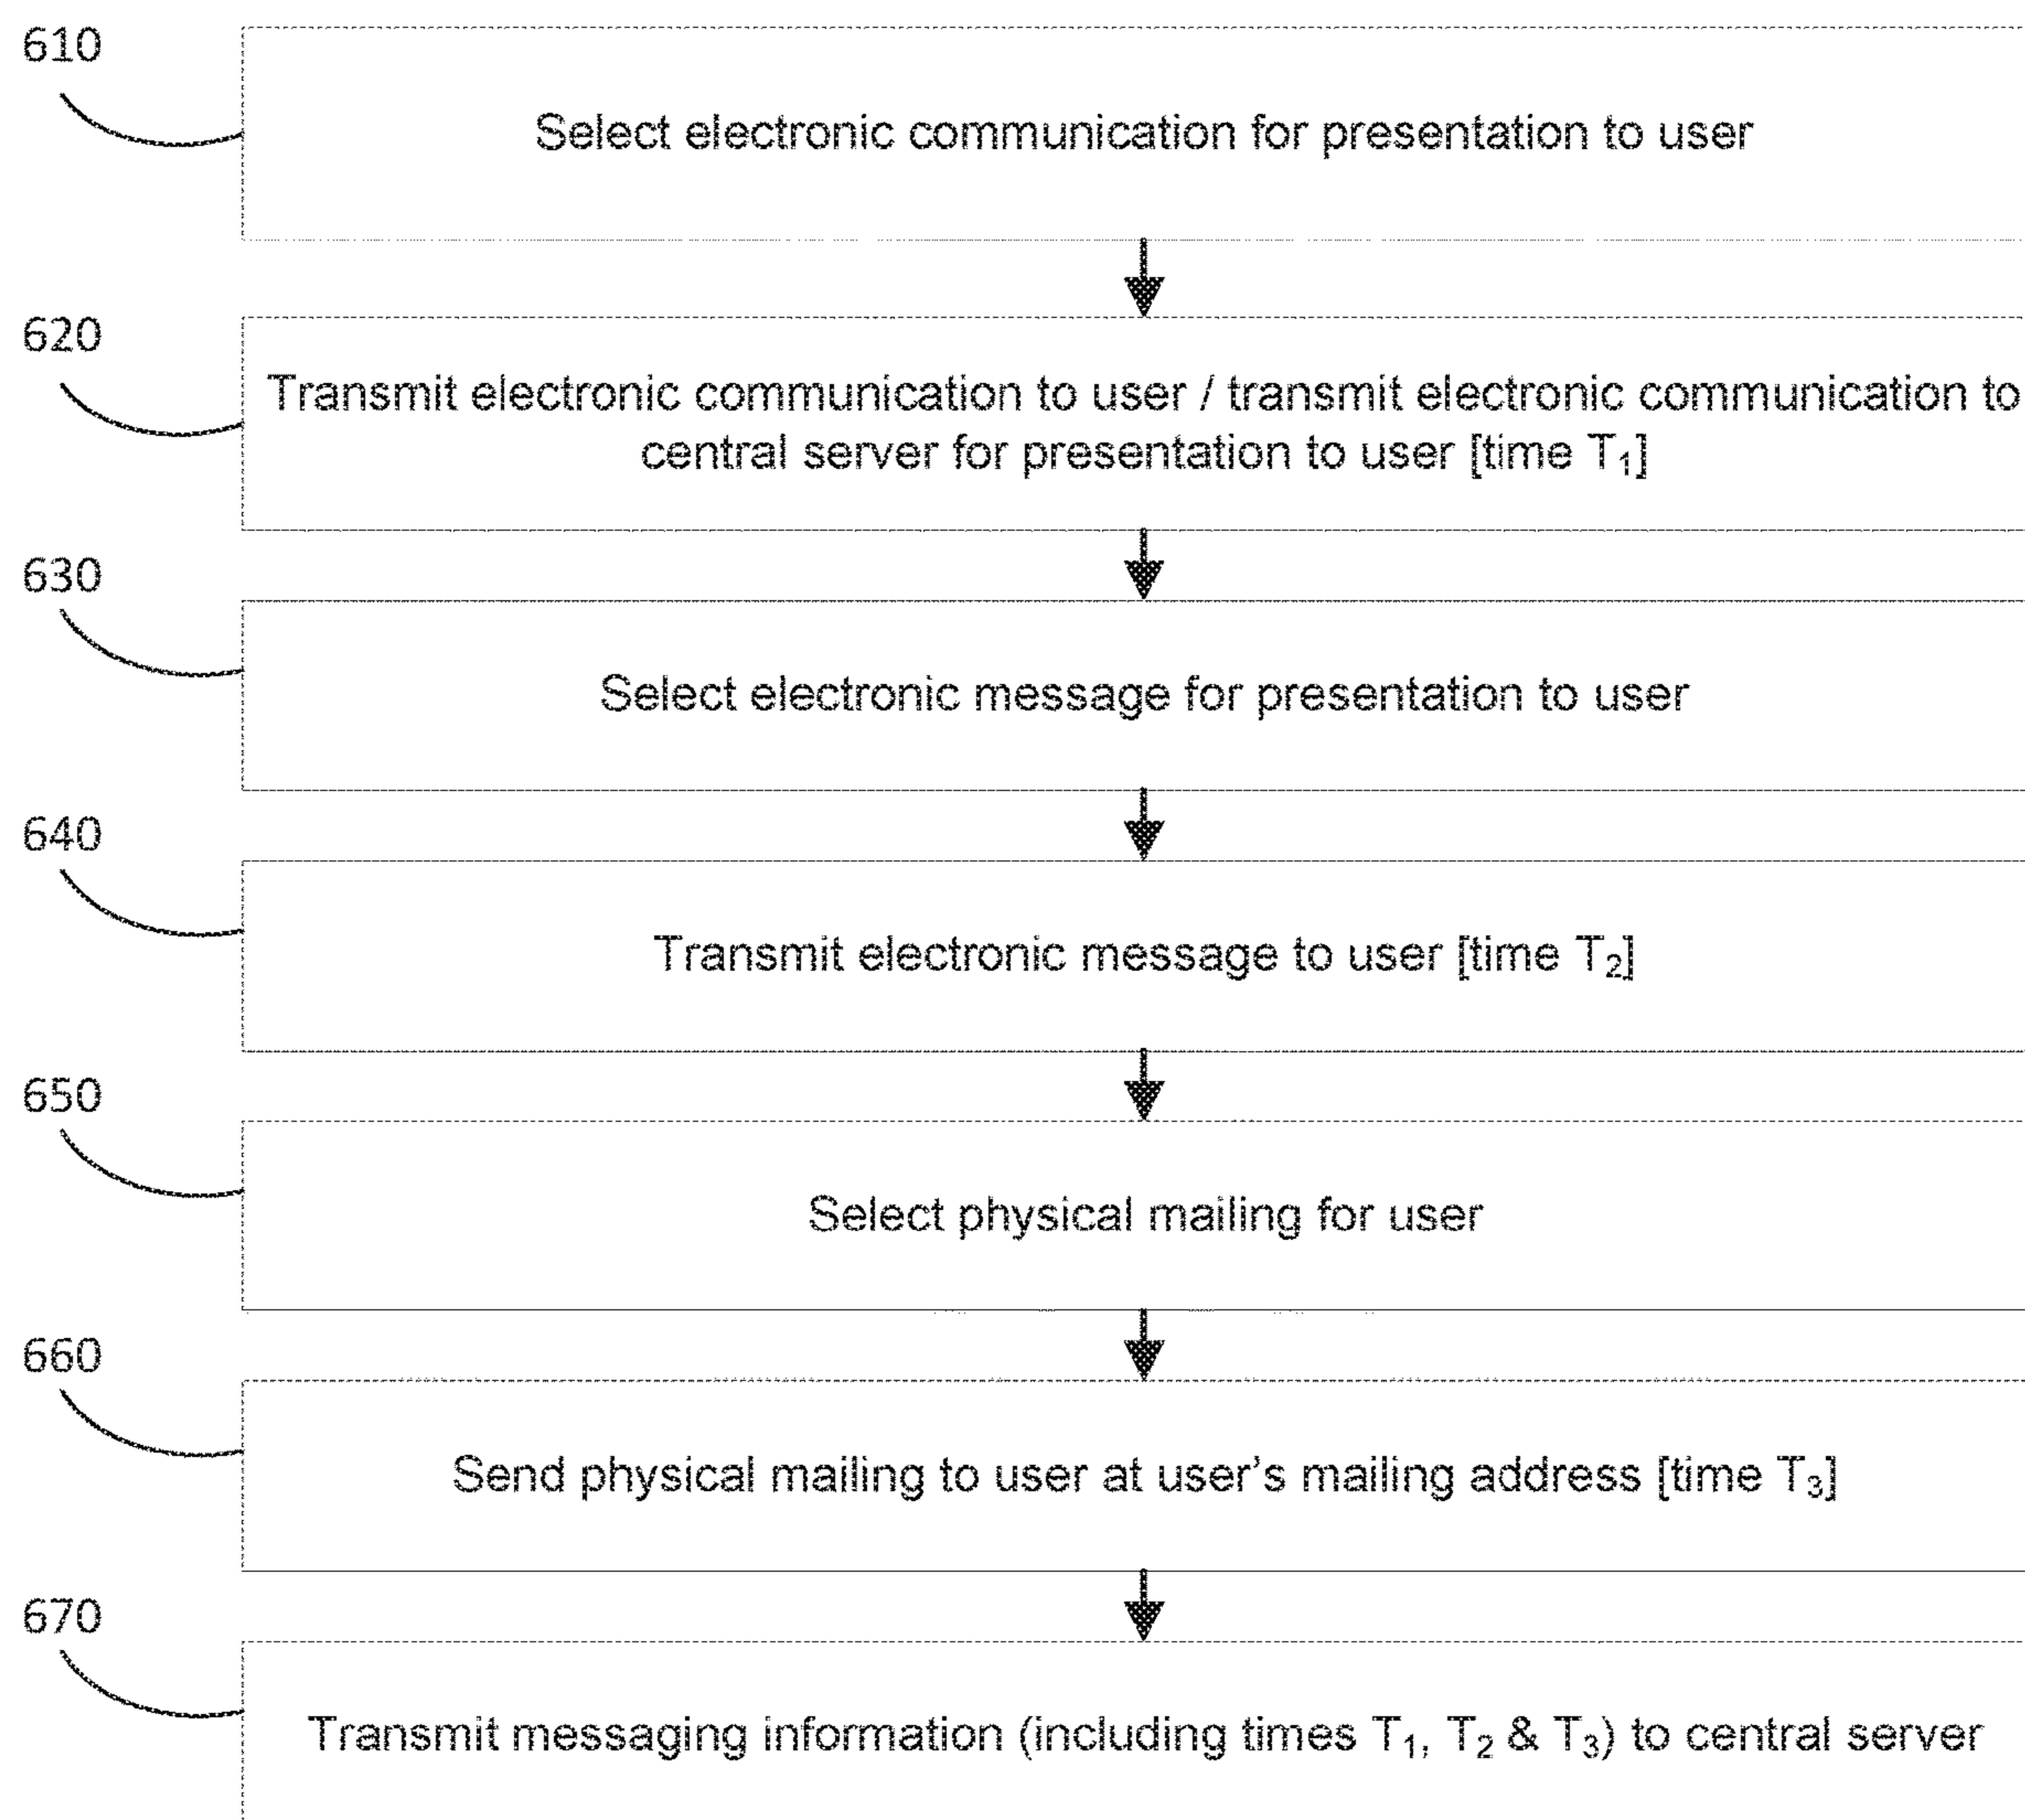 610
Select electronic communication for presentation to user
620
Transmit electronic communication to user / transmit electronic communication to
central server for presentation to user [time T₁]
630
Select electronic message for presentation to user
640
Transmit electronic message to user [time T₂]
650
Select physical mailing for user
660
Send physical mailing to user at user's mailing address [time T₃]
670
Transmit messaging information (including times T₁, T₂ & T₃) to central server